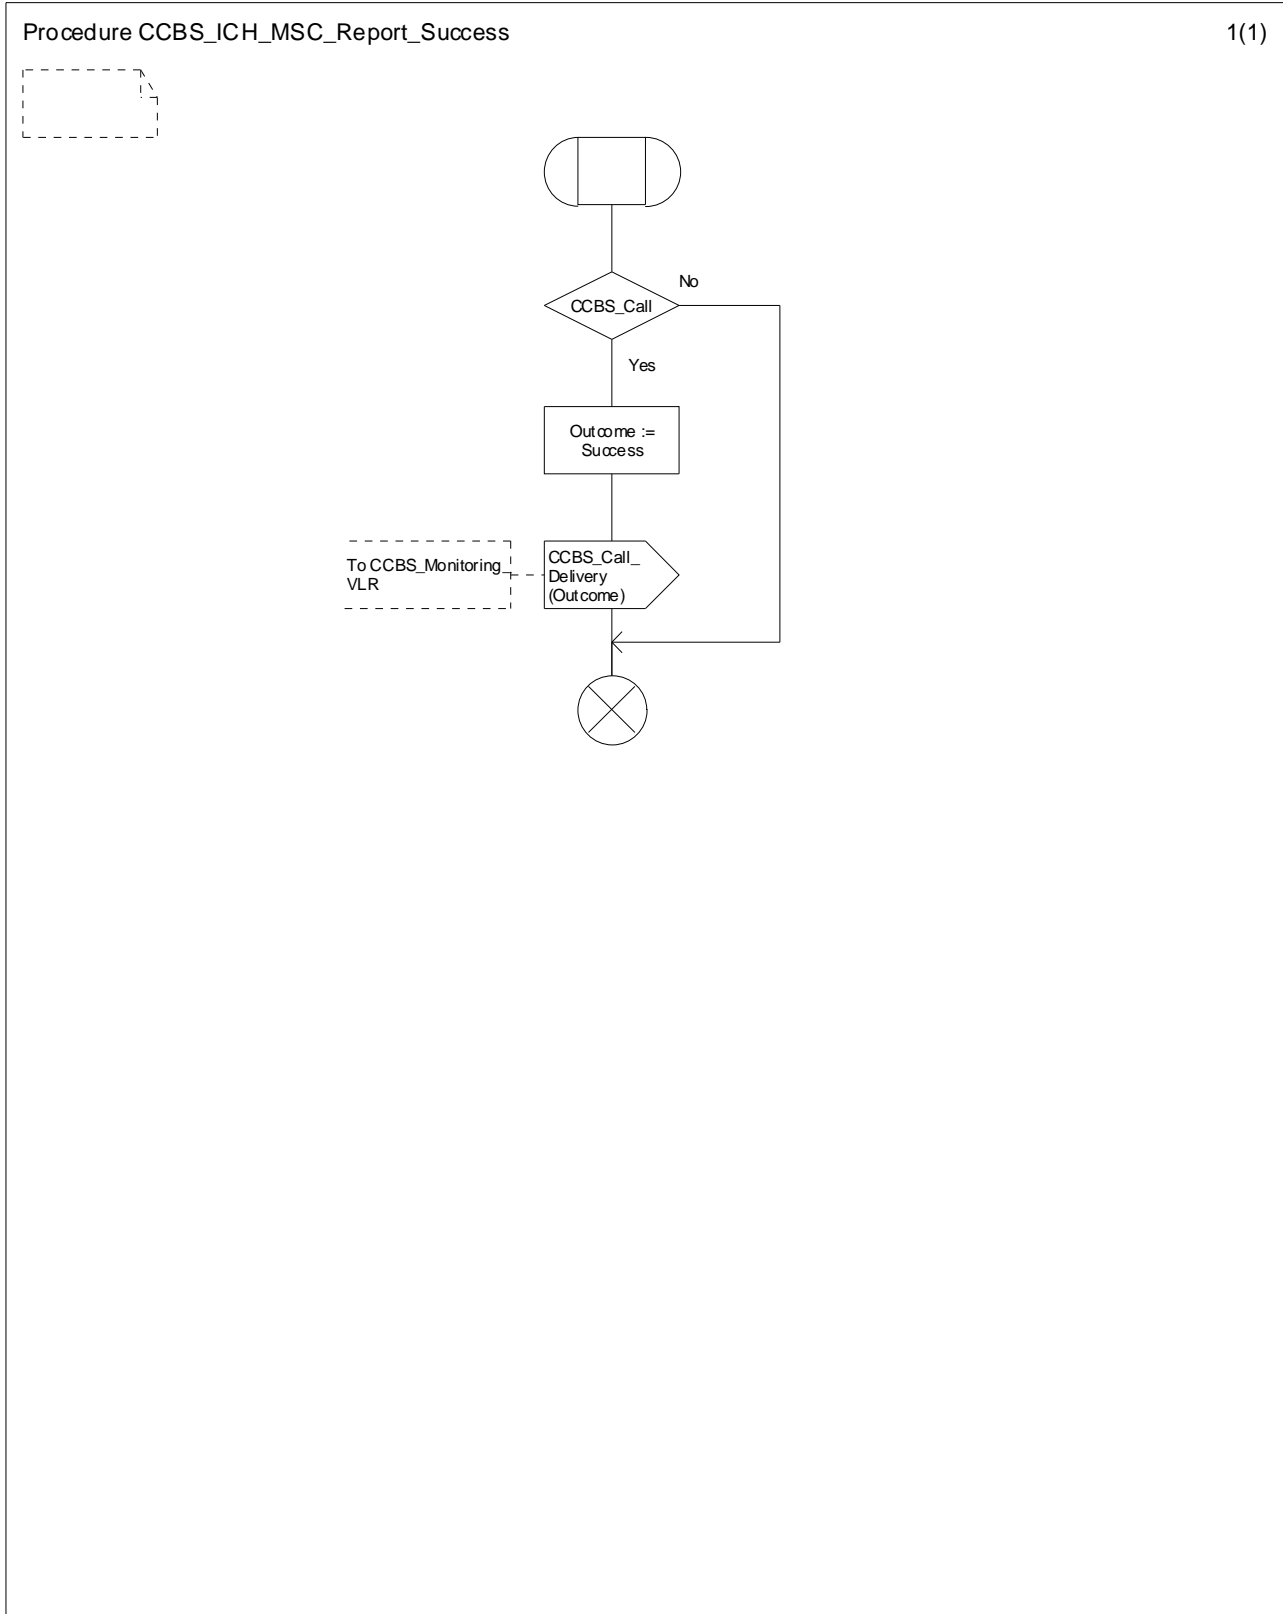 Procedure CCBS_ICH_MSC_Report_Success
1(1)
No
CCBS_Call
Yes
Outcome :=
Success
To CCBS_Monitoring_
VLR
CCBS_Call_
Delivery
(Outcome)